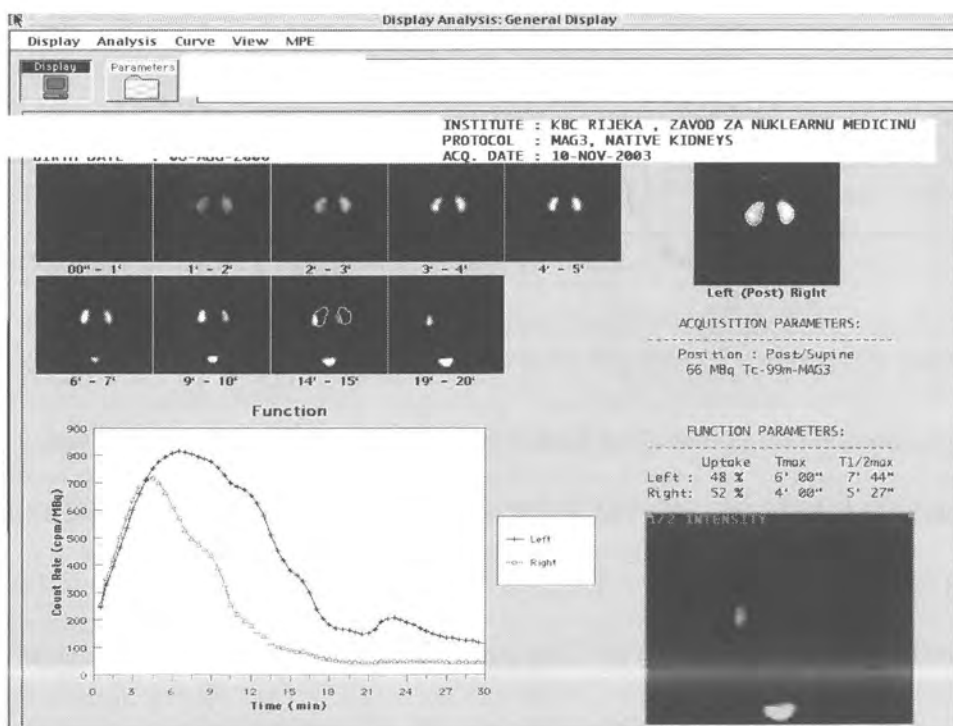 Display Analysis: General Display
Display Analysis Curve View MPE
Display
Parameters
INSTITUTE : KBC RIJEKA , ZAVOD ZA NUKLEARNU MEDICINU
PROTOCOL : MAG3, NATIVE KIDNEYS
ACQ. DATE : 10-NOV-2003
BIRTH DATE
00" - 1' 1' - 2' 2' - 3' 3' - 4' 4' - 5'
6' - 7' 9' - 10' 14' - 15' 19' - 20'
Left (Post) Right
ACQUISITION PARAMETERS:
Position : Post/Supine
66 MBq Tc-99m-MAG3
Function
900
800
700
600
500
400
300
200
100
0
Count Rate (cpm/MBq)
0 3 6 9 12 15 18 21 24 27 30
Time (min)
Left
Right
FUNCTION PARAMETERS:
Uptake Tmax T1/2max
Left : 48 % 6' 00" 7' 44"
Right: 52 % 4' 00" 5' 27"
1/2 INTENSITY